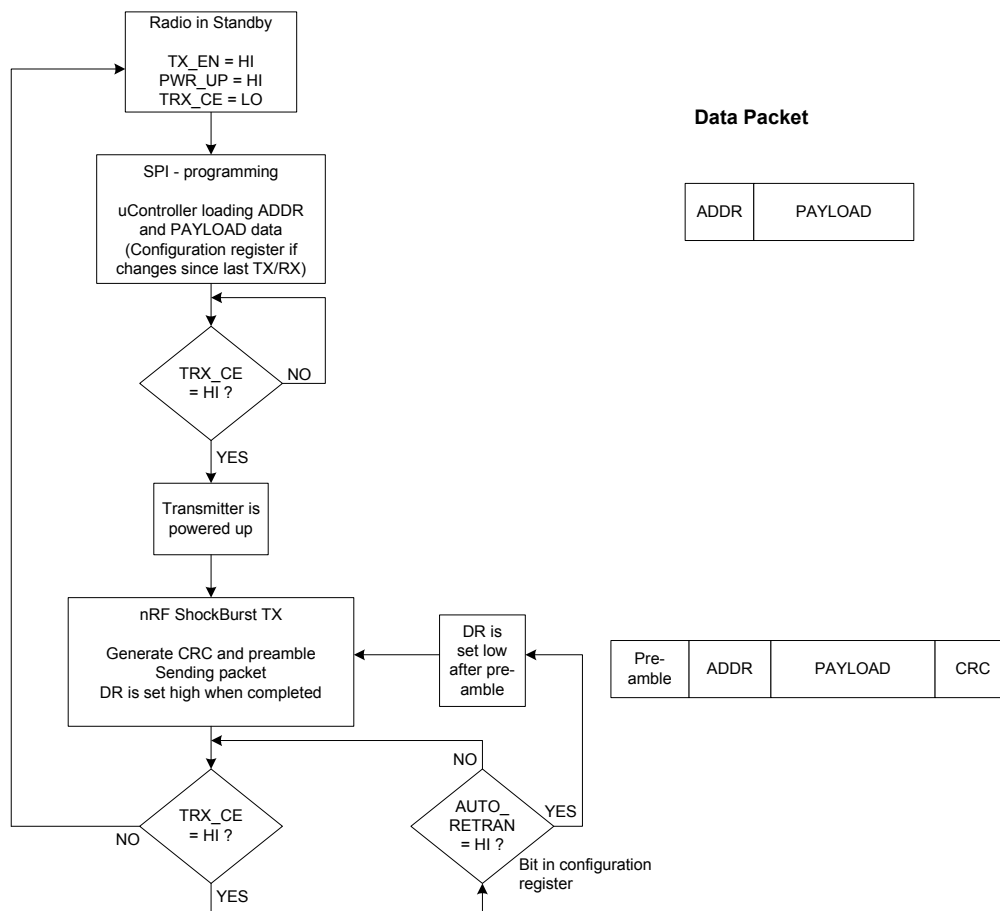 Radio in Standby
TX_EN = HI
PWR_UP = HI
TRX_CE = LO
Data Packet
SPI - programming
uController loading ADDR
and PAYLOAD data
(Configuration register if
changes since last TX/RX)
ADDR
PAYLOAD
TRX_CE
= HI ?
NO
YES
Transmitter is
powered up
nRF ShockBurst TX
Generate CRC and preamble
Sending packet
DR is set high when completed
DR is
set low
after pre-
amble
Pre-
amble
ADDR
PAYLOAD
CRC
NO
TRX_CE
= HI ?
NO
YES
AUTO_
RETRAN
= HI ?
YES
Bit in configuration
register